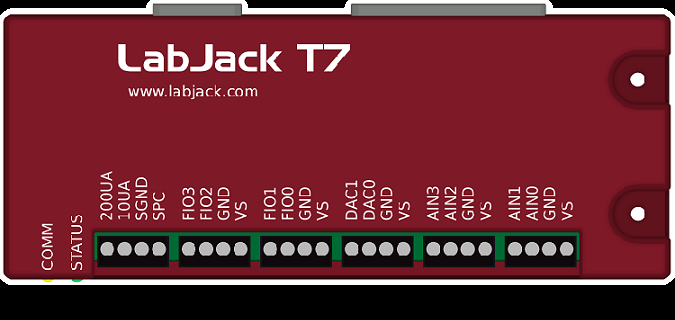 LabJack T7
www.labjack.com
COMM
STATUS
200UA
10UA
SGND
SPC
FIO3
FIO2
GND
VS
FIO1
FIO0
GND
VS
DAC1
DAC0
GND
VS
AIN3
AIN2
GND
VS
AIN1
AIN0
GND
VS